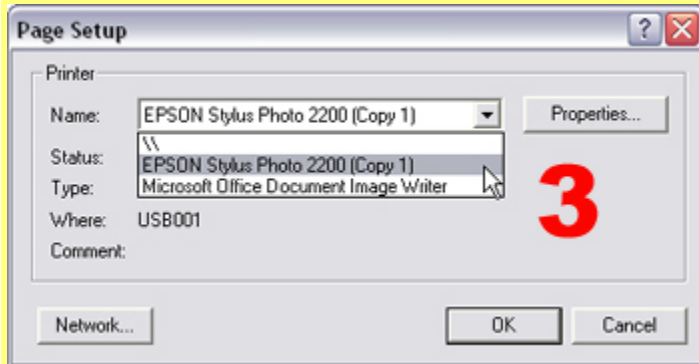 Page Setup
Printer
Name: EPSON Stylus Photo 2200 (Copy 1) Properties...
\\
Status: EPSON Stylus Photo 2200 (Copy 1)
Type: Microsoft Office Document Image Writer
3
Where: USB001
Comment:
Network... OK Cancel